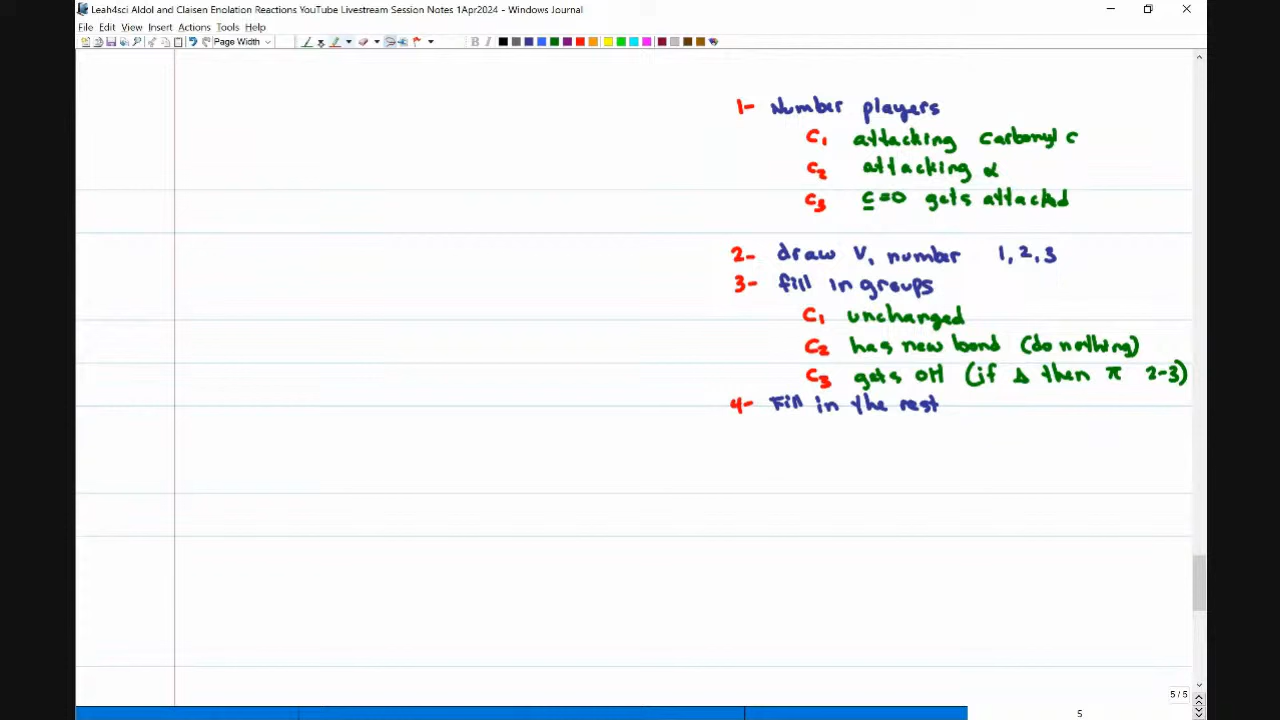 Leah4sci Aldol and Claisen Enolation Reactions YouTube Livestream Session Notes 1Apr2024 - Windows Journal
File Edit View Insert Actions Tools Help
Page Width
B I
1- Number players
C1 attacking carbonyl C
C2 attacking α
C3 C=O gets attacked
2- draw V, number 1, 2, 3
3- fill in groups
C1 unchanged
C2 has new bond (do nothing)
C3 gets OH (if Δ then π 2-3)
4- Fill in the rest
5 / 5
5